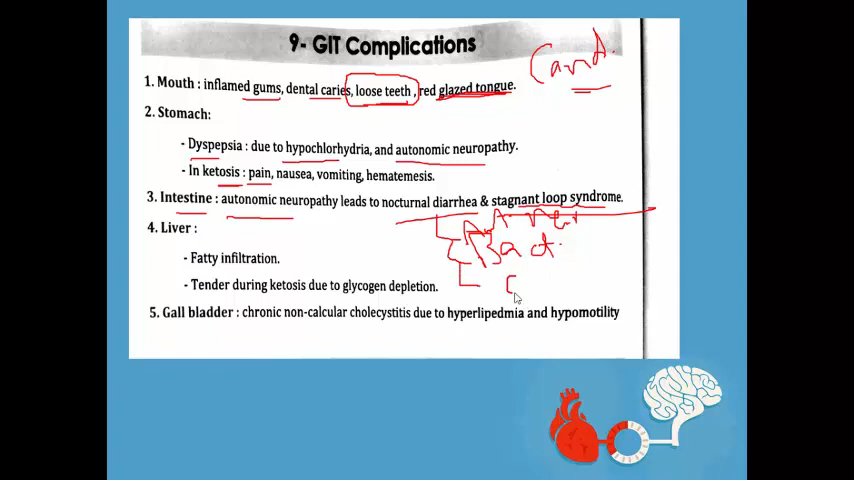 9- GIT Complications
1. Mouth : inflamed gums, dental caries, loose teeth , red glazed tongue.
2. Stomach:
- Dyspepsia : due to hypochlorhydria, and autonomic neuropathy.
- In ketosis : pain, nausea, vomiting, hematemesis.
3. Intestine : autonomic neuropathy leads to nocturnal diarrhea & stagnant loop syndrome.
4. Liver :
- Fatty infiltration.
- Tender during ketosis due to glycogen depletion.
5. Gall bladder : chronic non-calcular cholecystitis due to hyperlipedmia and hypomotility